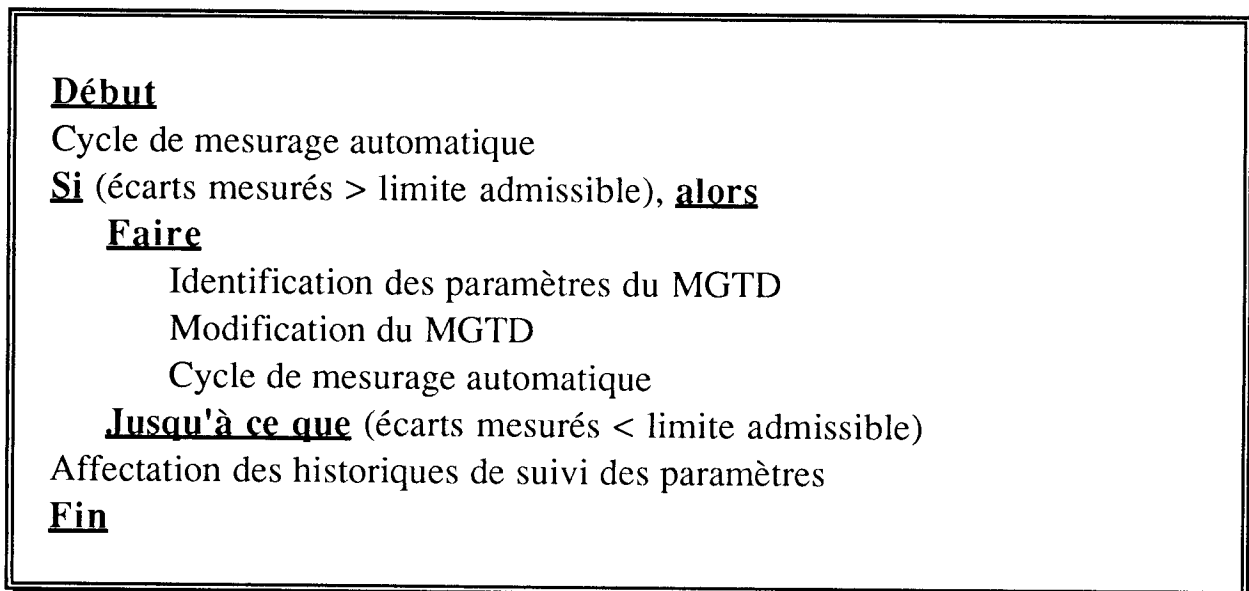 Début
Cycle de mesurage automatique
Si (écarts mesurés > limite admissible), alors
Faire
Identification des paramètres du MGTD
Modification du MGTD
Cycle de mesurage automatique
Jusqu'à ce que (écarts mesurés < limite admissible)
Affectation des historiques de suivi des paramètres
Fin